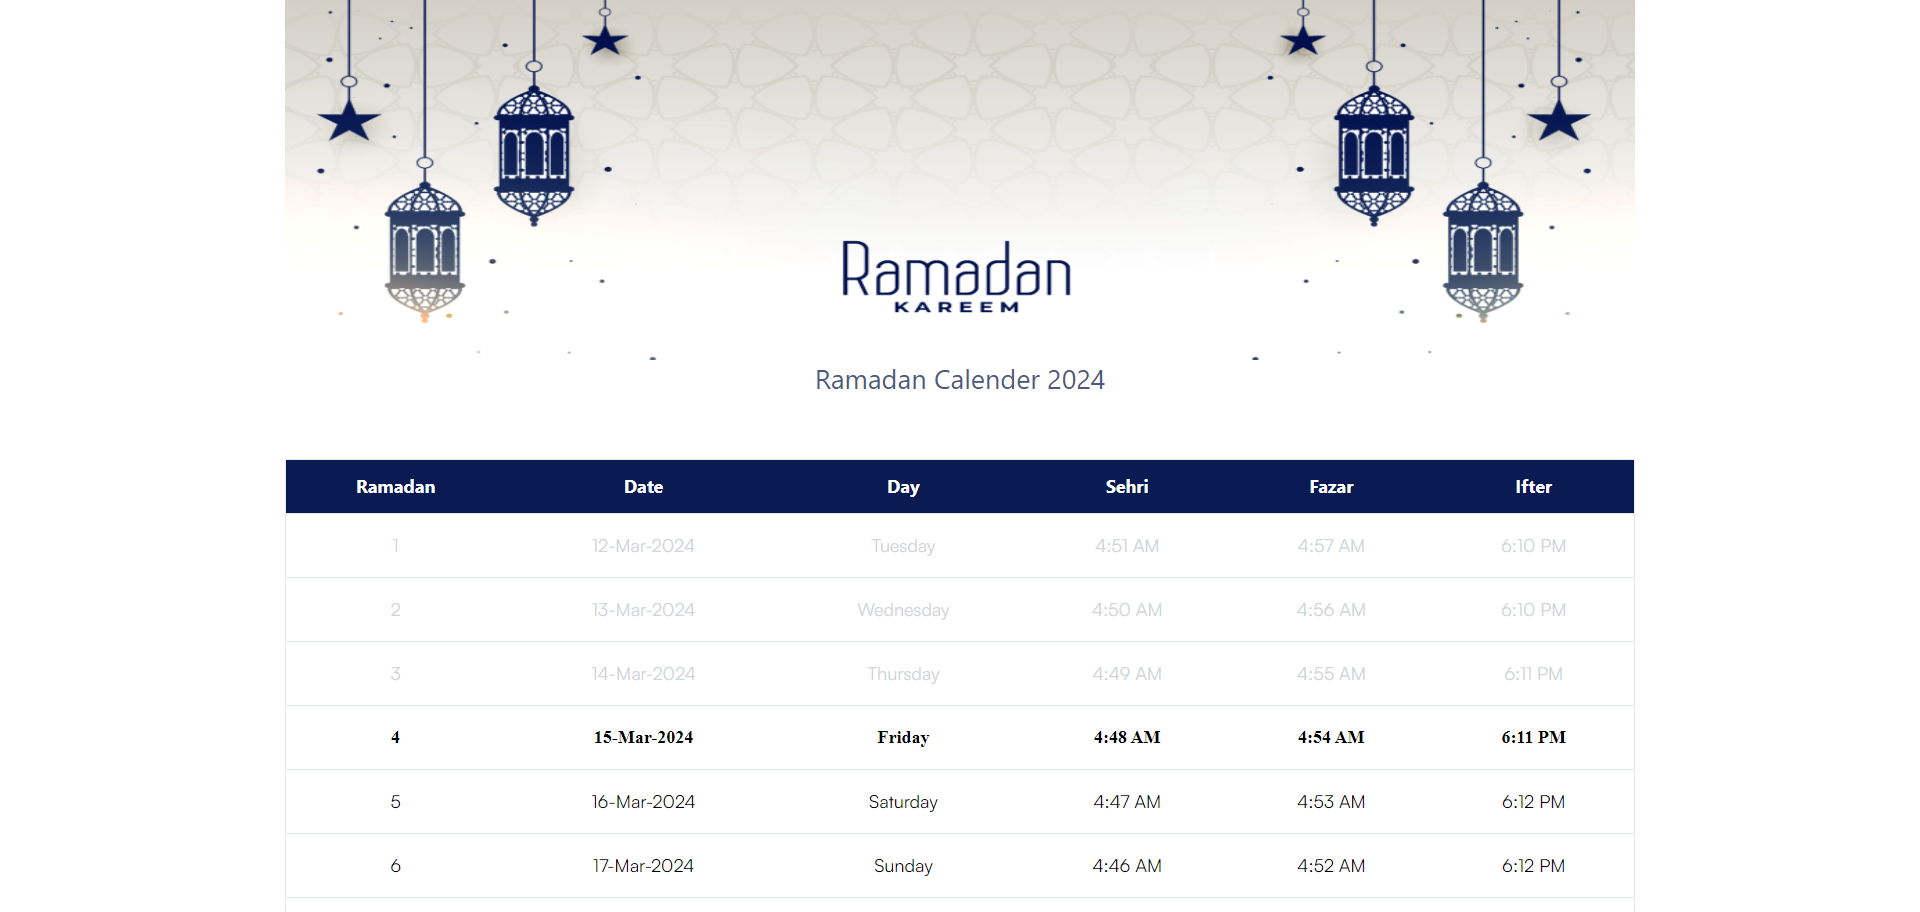 Ramadan
KAREEM
Ramadan Calender 2024
Ramadan Date Day Sehri Fazar Ifter
1 12-Mar-2024 Tuesday 4:51 AM 4:57 AM 6:10 PM
2 13-Mar-2024 Wednesday 4:50 AM 4:56 AM 6:10 PM
3 14-Mar-2024 Thursday 4:49 AM 4:55 AM 6:11 PM
4 15-Mar-2024 Friday 4:48 AM 4:54 AM 6:11 PM
5 16-Mar-2024 Saturday 4:47 AM 4:53 AM 6:12 PM
6 17-Mar-2024 Sunday 4:46 AM 4:52 AM 6:12 PM